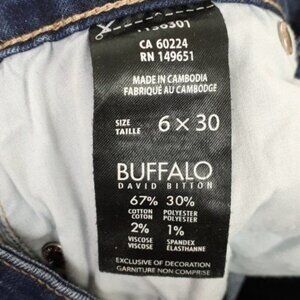 CA 60224
RN 149651
MADE IN CAMBODIA
FABRIQUÉ AU CAMBODGE
SIZE
TAILLE
6 × 30
BUFFALO
DAVID BITTON
67% 30%
COTTON POLYESTER
COTON POLYESTER
2% 1%
VISCOSE SPANDEX
VISCOSE ÉLASTHANNE
EXCLUSIVE OF DECORATION
GARNITURE NON COMPRISE